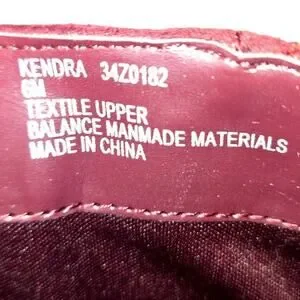 KENDRA 34Z0182
6M
TEXTILE UPPER
BALANCE MANMADE MATERIALS
MADE IN CHINA